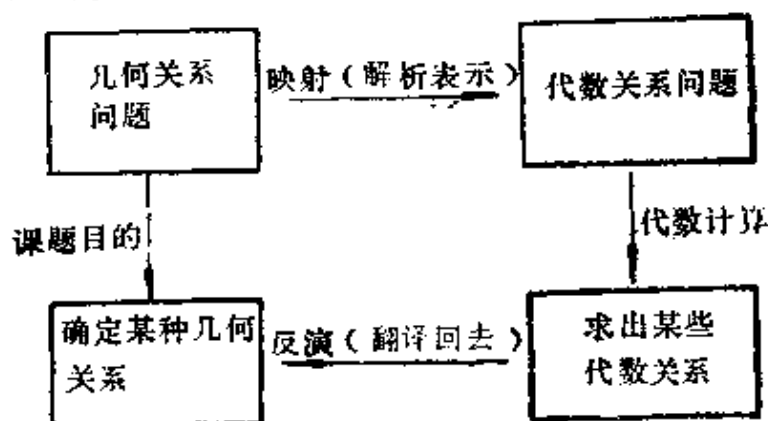 几何关系
问题
映射（解析表示）
代数关系问题
课题目的
代数计算
确定某种几何
关系
反演（翻译回去）
求出某些
代数关系